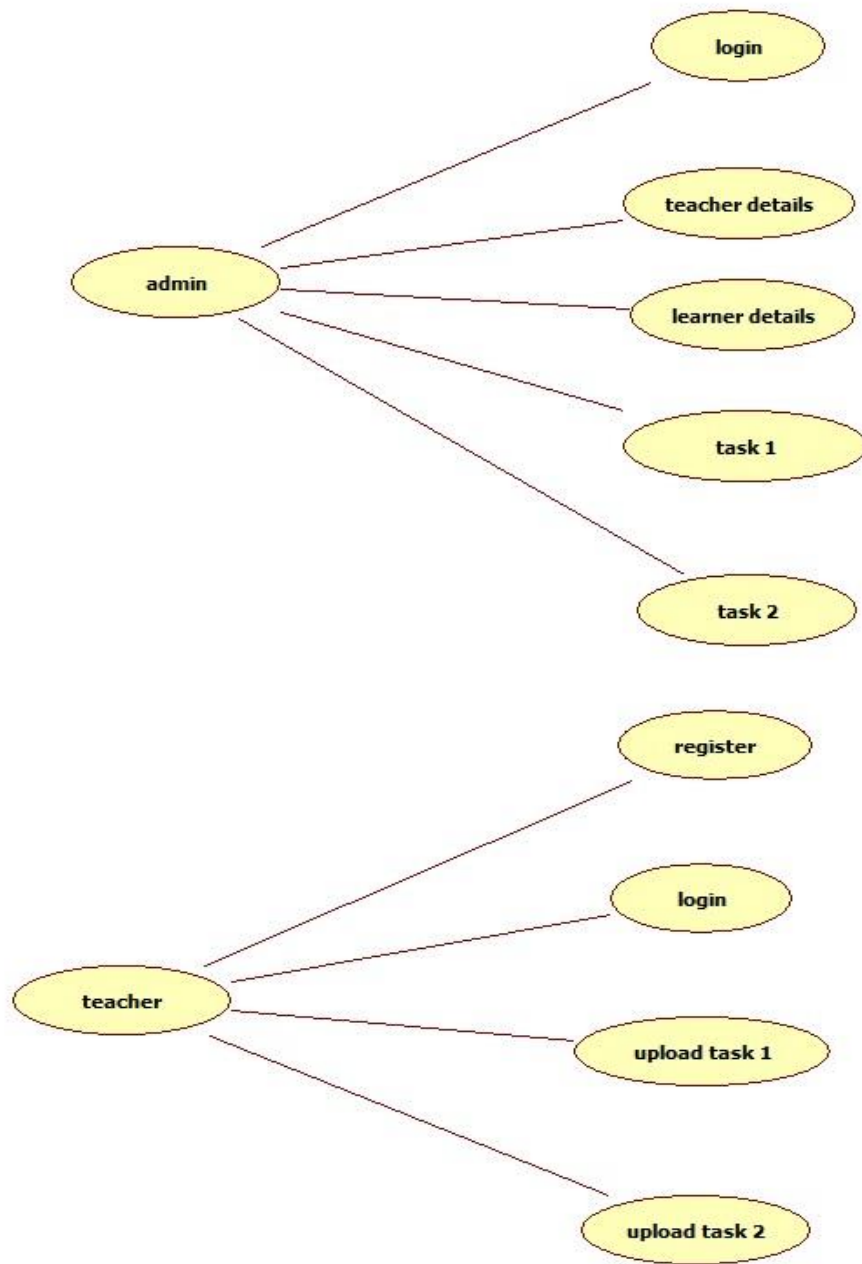 login
teacher details
admin
learner details
task 1
task 2
register
login
teacher
upload task 1
upload task 2